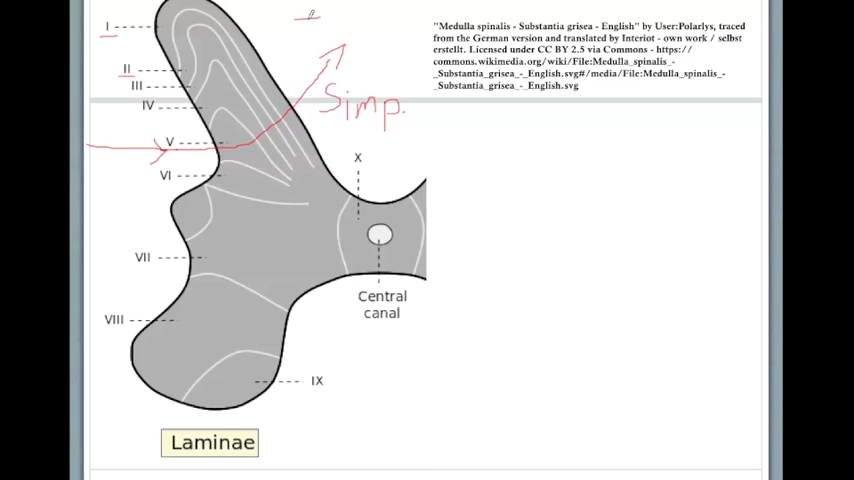 I
II
III
IV
V
VI
VII
VIII
IX
X
Simp.
Central
canal
Laminae
"Medulla spinalis - Substantia grisea - English" by User:Polarlys, traced
from the German version and translated by Interiot - own work / selbst
erstellt. Licensed under CC BY 2.5 via Commons - https://
commons.wikimedia.org/wiki/File:Medulla_spinalis_-
_Substantia_grisea_-_English.svg#/media/File:Medulla_spinalis_-
_Substantia_grisea_-_English.svg